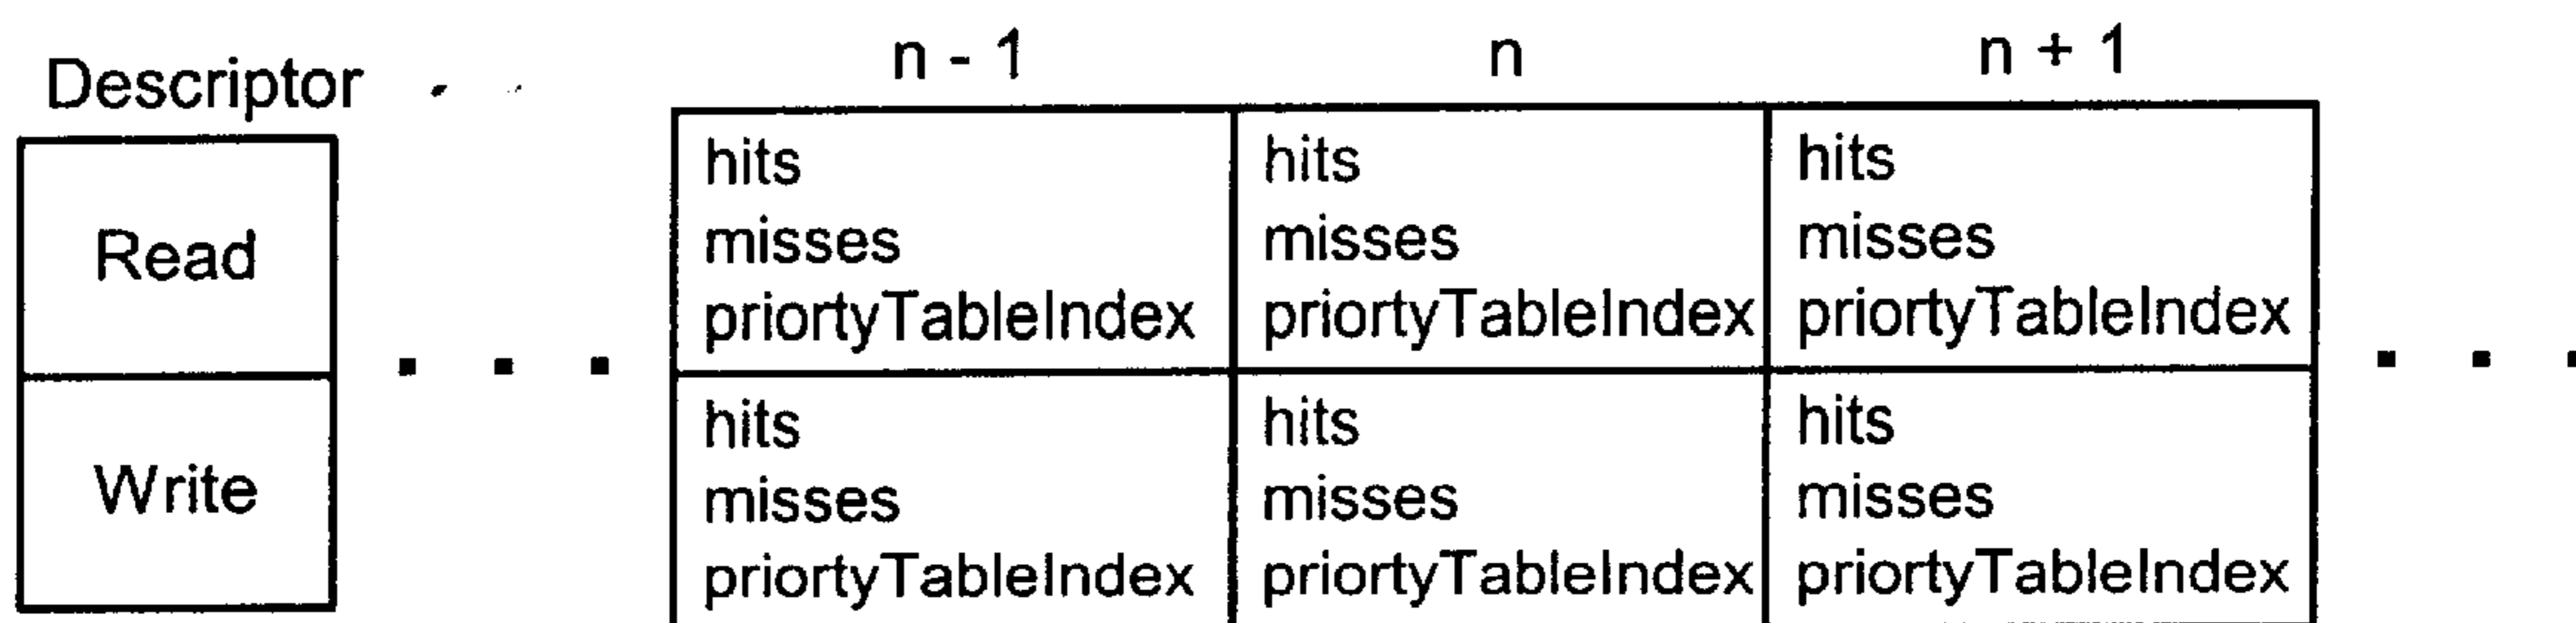 Descriptor
n - 1 n n + 1
Read
hits hits hits
misses misses misses
priortyTableIndex priortyTableIndex priortyTableIndex
. . . . . .
Write
hits hits hits
misses misses misses
priortyTableIndex priortyTableIndex priortyTableIndex